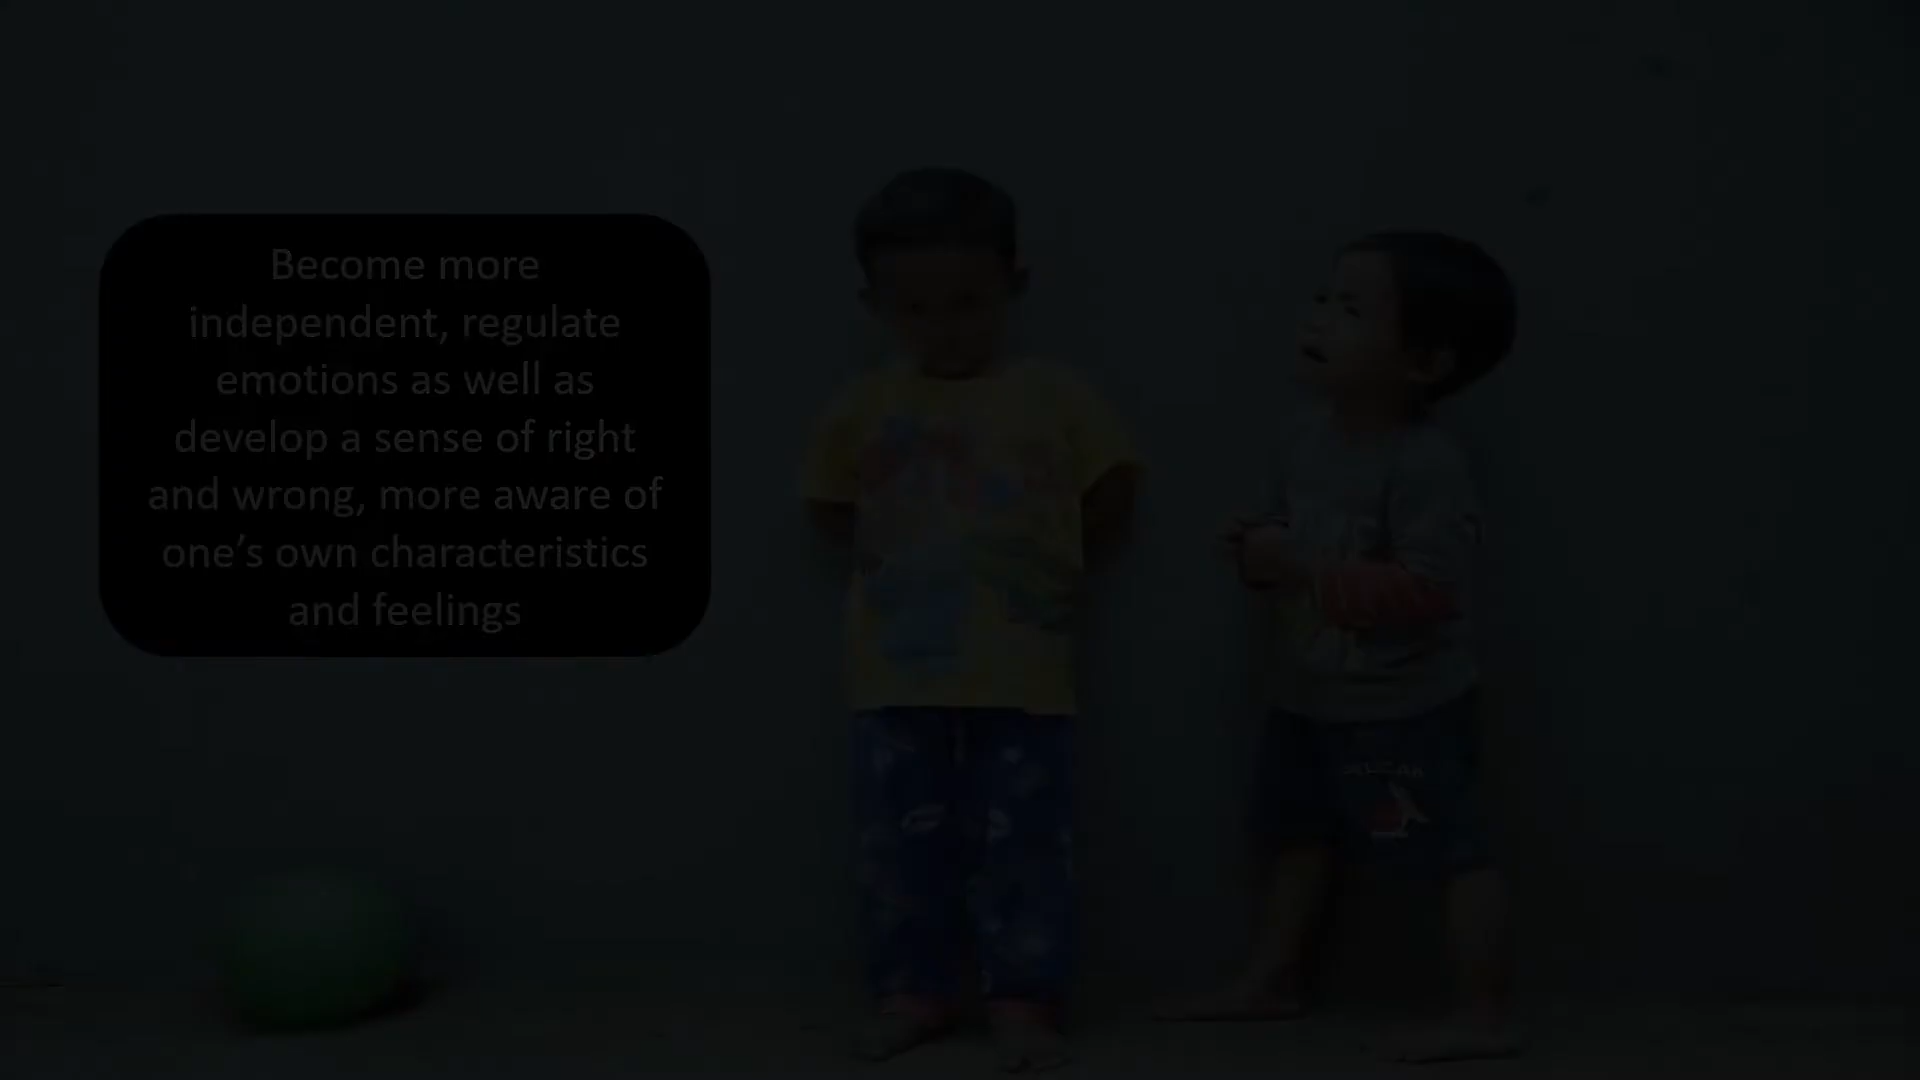 Become more
independent, regulate
emotions as well as
develop a sense of right
and wrong, more aware of
one’s own characteristics
and feelings